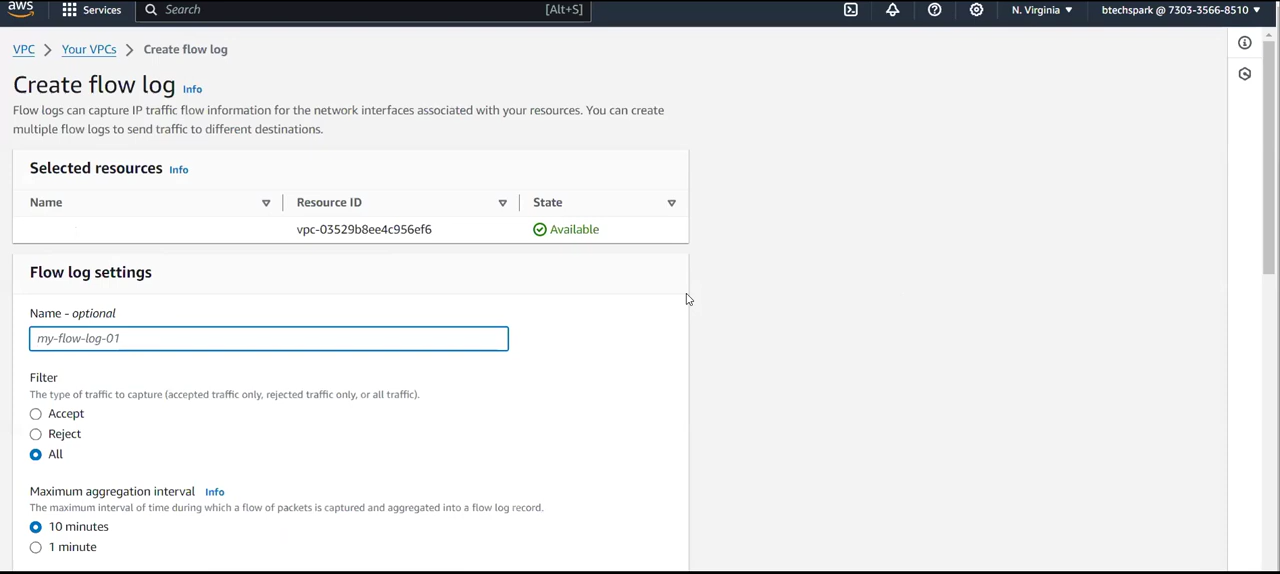 aws
Services
Search
[Alt+S]
N. Virginia
btechspark @ 7303-3566-8510
VPC > Your VPCs > Create flow log
Create flow log Info
Flow logs can capture IP traffic flow information for the network interfaces associated with your resources. You can create
multiple flow logs to send traffic to different destinations.
Selected resources Info
Name
Resource ID
State
vpc-03529b8ee4c956ef6
Available
Flow log settings
Name - optional
my-flow-log-01
Filter
The type of traffic to capture (accepted traffic only, rejected traffic only, or all traffic).
Accept
Reject
All
Maximum aggregation interval Info
The maximum interval of time during which a flow of packets is captured and aggregated into a flow log record.
10 minutes
1 minute